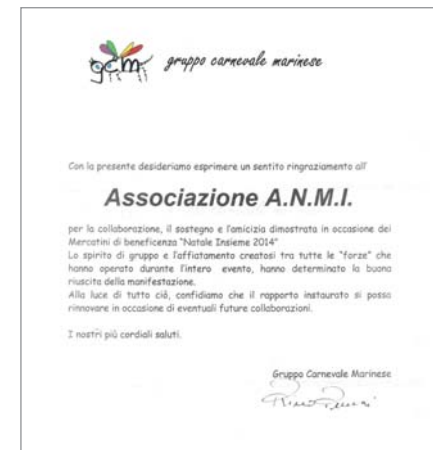 gcm gruppo carnevale marinese
Con la presente desideriamo esprimere un sentito ringraziamento all'
Associazione A.N.M.I.
per la collaborazione, il sostegno e l'amicizia dimostrata in occasione dei
Mercatini di beneficenza "Natale Insieme 2014"
Lo spirito di gruppo e l'affiatamento creatosi tra tutte le "forze" che
hanno operato durante l'intero evento, hanno determinato la buona
riuscita della manifestazione.
Alla luce di tutto ciò, confidiamo che il rapporto instaurato si possa
rinnovare in occasione di eventuali future collaborazioni.
I nostri più cordiali saluti.
Gruppo Carnevale Marinese